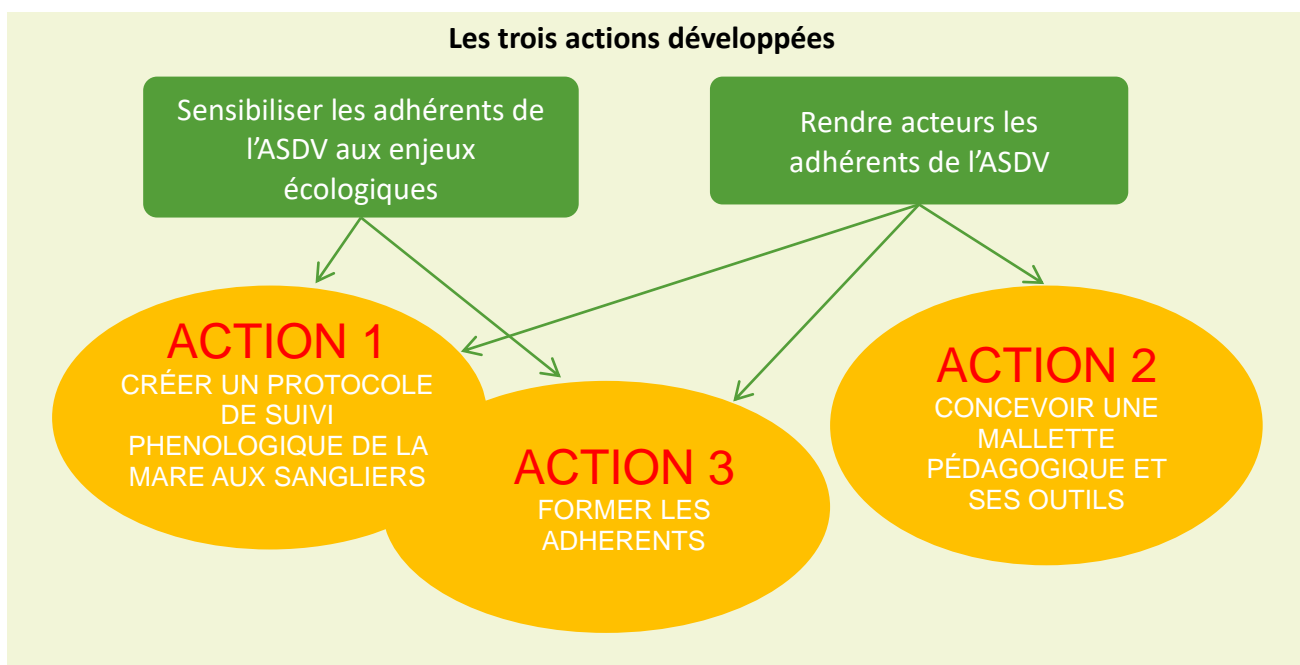 Les trois actions développées
Sensibiliser les adhérents de
l’ASDV aux enjeux
écologiques
Rendre acteurs les
adhérents de l’ASDV
ACTION 1
CRÉER UN PROTOCOLE
DE SUIVI
PHENOLOGIQUE DE LA
MARE AUX SANGLIERS
ACTION 3
FORMER LES
ADHERENTS
ACTION 2
CONCEVOIR UNE
MALLETTE
PÉDAGOGIQUE ET
SES OUTILS